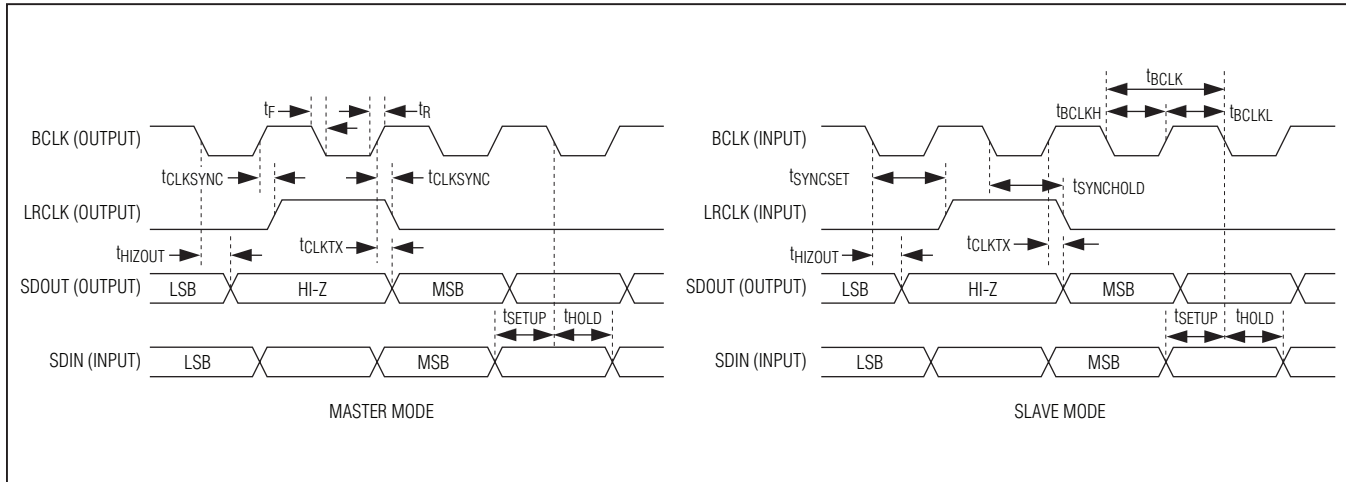 tF
tR
BCLK (OUTPUT)
tCLKSYNC
tCLKSYNC
LRCLK (OUTPUT)
tHIZOUT
tCLKTX
SDOUT (OUTPUT)
LSB
HI-Z
MSB
tSETUP
tHOLD
SDIN (INPUT)
LSB
MSB
MASTER MODE
tBCLK
tBCLKH
tBCLKL
BCLK (INPUT)
tSYNCSET
tSYNCHOLD
LRCLK (INPUT)
tHIZOUT
tCLKTX
SDOUT (OUTPUT)
LSB
HI-Z
MSB
tSETUP
tHOLD
SDIN (INPUT)
LSB
MSB
SLAVE MODE